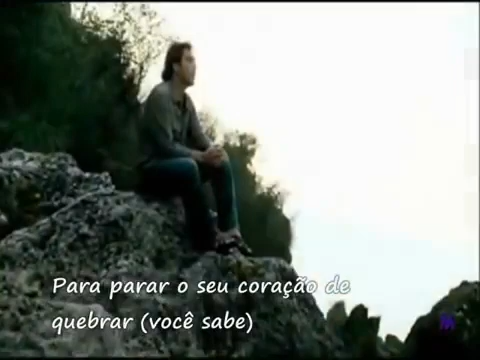 Para parar o seu coração de
quebrar (você sabe)